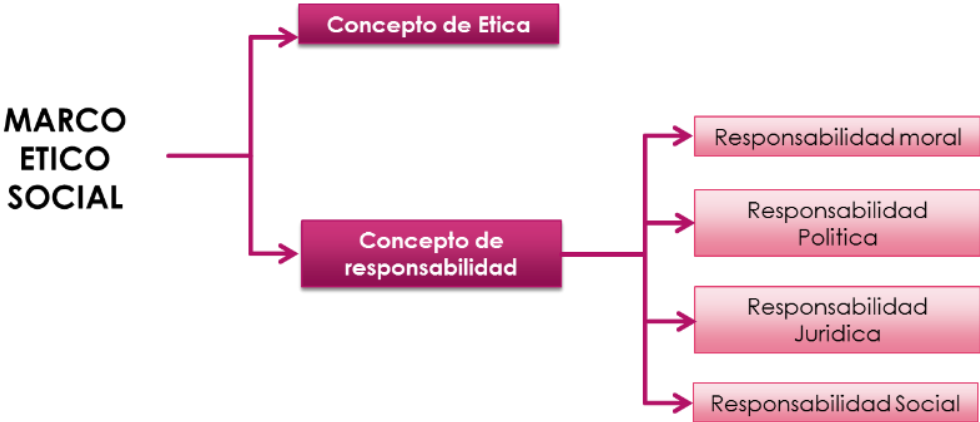 Concepto de Etica
MARCO
ETICO
SOCIAL
Concepto de
responsabilidad
Responsabilidad moral
Responsabilidad
Politica
Responsabilidad
Juridica
Responsabilidad Social